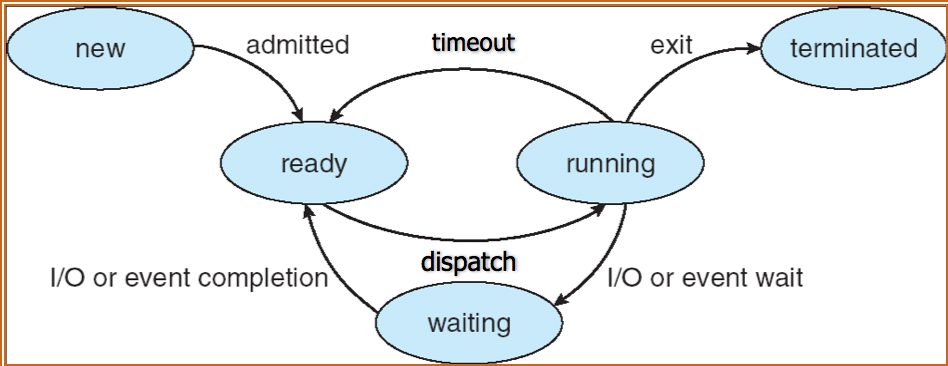 new
admitted
timeout
exit
terminated
ready
running
dispatch
I/O or event completion
I/O or event wait
waiting